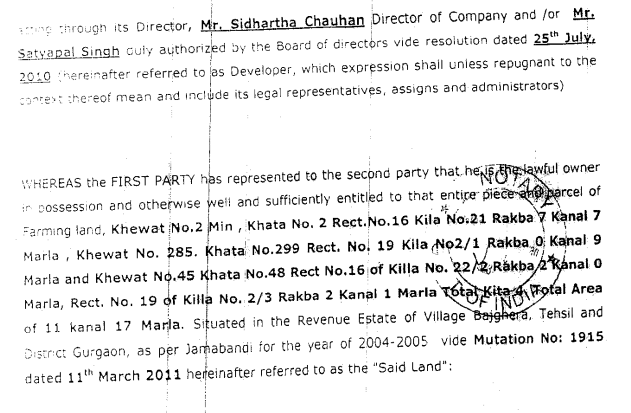 acting through its Director, Mr. Sidhartha Chauhan Director of Company and /or Mr.
Satyapal Singh duly authorized by the Board of directors vide resolution dated 25th July,
2010 (hereinafter referred to as Developer, which expression shall unless repugnant to the
context thereof mean and include its legal representatives, assigns and administrators)
WHEREAS the FIRST PARTY has represented to the second party that he is the lawful owner
in possession and otherwise well and sufficiently entitled to that entire piece and parcel of
Farming land, Khewat No.2 Min , Khata No. 2 Rect.No.16 Kila No.21 Rakba 7 Kanal 7
Marla , Khewat No. 285. Khata No.299 Rect. No. 19 Kila No2/1 Rakba 0 Kanal 9
Marla and Khewat No.45 Khata No.48 Rect No.16 of Killa No. 22/2 Rakba 2 Kanal 0
Marla, Rect. No. 19 of Killa No. 2/3 Rakba 2 Kanal 1 Marla Total Kita 4, Total Area
of 11 kanal 17 Marla. Situated in the Revenue Estate of Village Bajghera, Tehsil and
District Gurgaon, as per Jamabandi for the year of 2004-2005 vide Mutation No: 1915
dated 11th March 2011 hereinafter referred to as the "Said Land":
NOTARY
OF INDIA